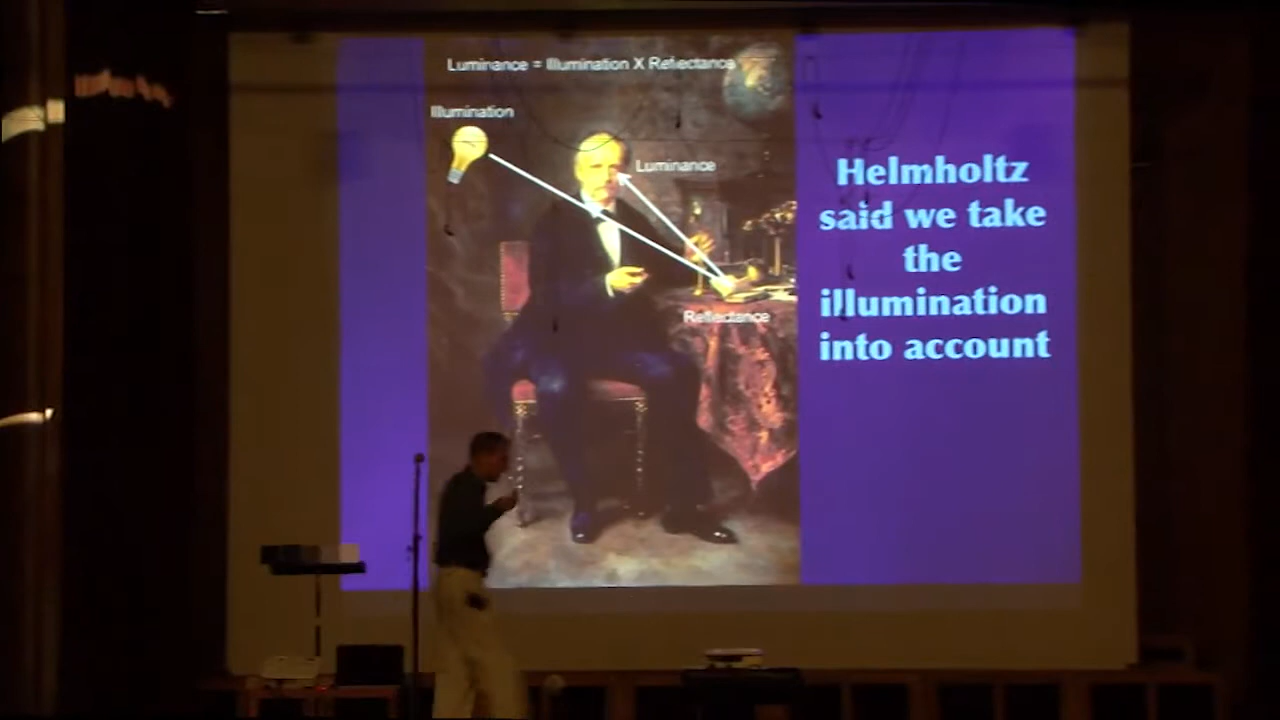 Luminance = Illumination X Reflectance
Illumination
Luminance
Reflectance
Helmholtz
said we take
the
illumination
into account